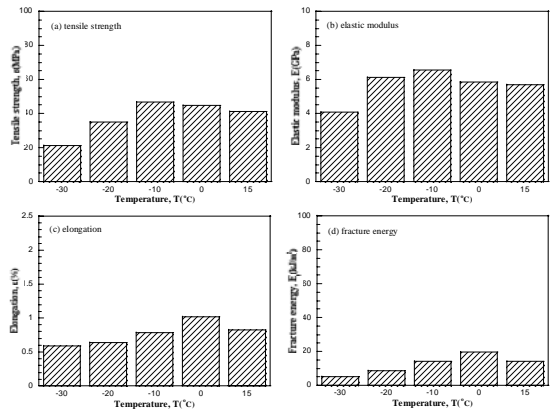 (a) tensile strength
Tensile strength, σ(MPa)
100
80
60
40
20
0
-30 -20 -10 0 15
Temperature, T(°C)
(b) elastic modulus
Elastic modulus, E(GPa)
10
8
6
4
2
0
-30 -20 -10 0 15
Temperature, T(°C)
(c) elongation
Elongation, ε(%)
2.5
2
1.5
1
0.5
0
-30 -20 -10 0 15
Temperature, T(°C)
(d) fracture energy
Fracture energy,
100
80
60
40
20
0
-30 -20 -10 0 15
Temperature, T(°C)